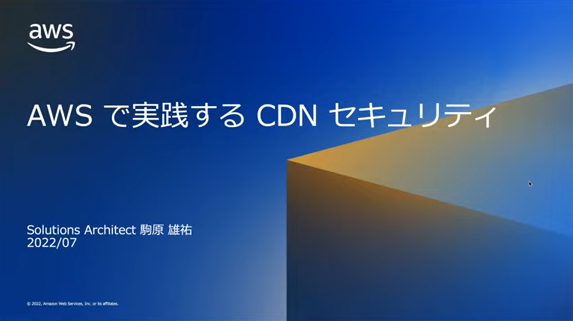 aws
AWS で実践する CDN セキュリティ
Solutions Architect 駒原 雄祐
2022/07
© 2022, Amazon Web Services, Inc. or its affiliates.